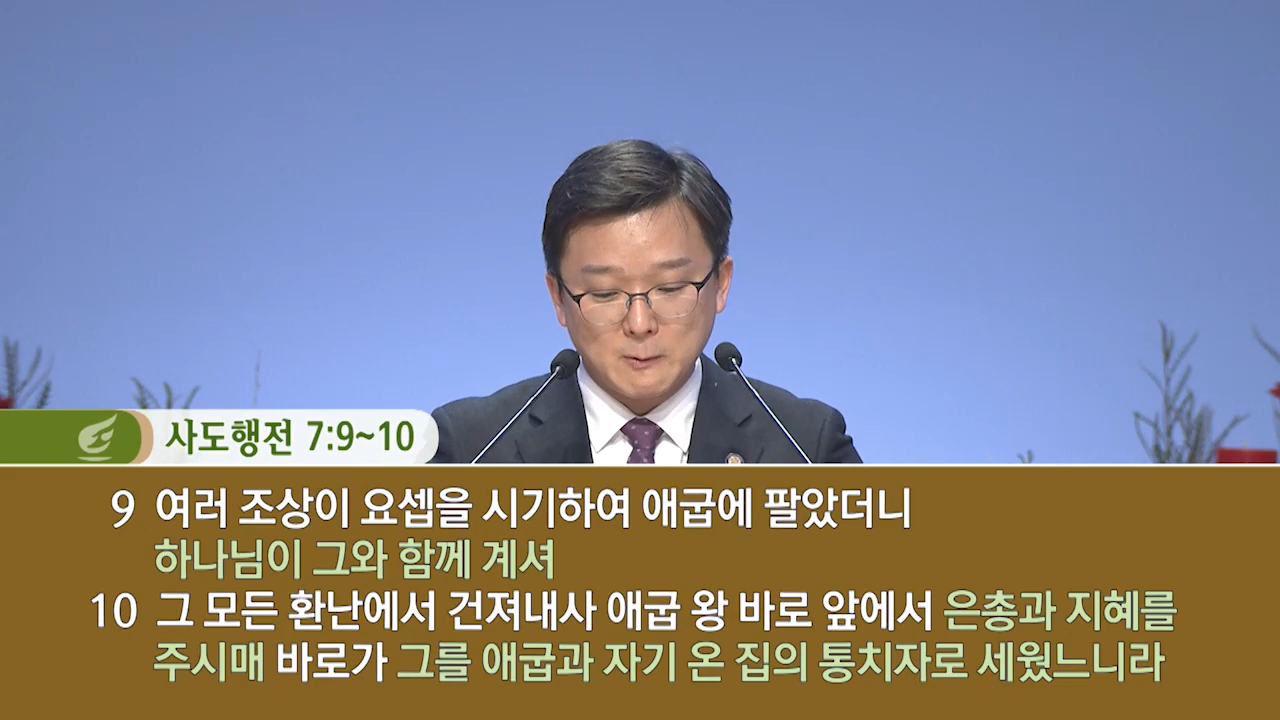 사도행전 7:9~10
9 여러 조상이 요셉을 시기하여 애굽에 팔았더니
하나님이 그와 함께 계셔
10 그 모든 환난에서 건져내사 애굽 왕 바로 앞에서 은총과 지혜를
주시매 바로가 그를 애굽과 자기 온 집의 통치자로 세웠느니라